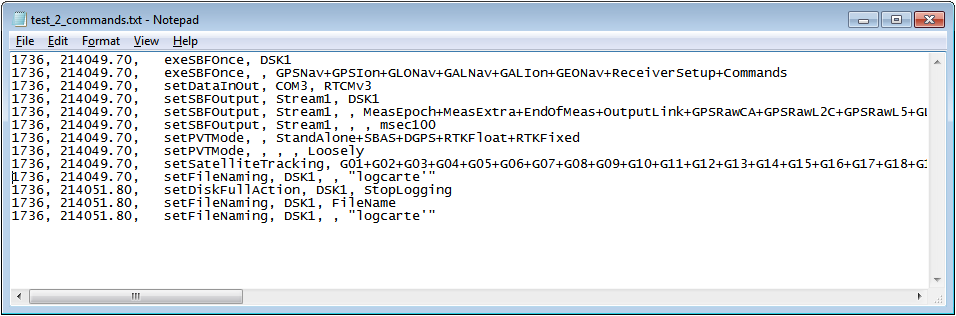 test_2_commands.txt - Notepad
File Edit Format View Help
1736, 214049.70, exeSBFOnce, DSK1
1736, 214049.70, exeSBFOnce, , GPSNav+GPSIon+GLONav+GALNav+GALIon+GEONav+ReceiverSetup+Commands
1736, 214049.70, setDataInOut, COM3, RTCMv3
1736, 214049.70, setSBFOutput, Stream1, DSK1
1736, 214049.70, setSBFOutput, Stream1, , MeasEpoch+MeasExtra+EndOfMeas+OutputLink+GPSRawCA+GPSRawL2C+GPSRawL5+GL
1736, 214049.70, setSBFOutput, Stream1, , , msec100
1736, 214049.70, setPVTMode, , StandAlone+SBAS+DGPS+RTKFloat+RTKFixed
1736, 214049.70, setPVTMode, , , , Loosely
1736, 214049.70, setSatelliteTracking, G01+G02+G03+G04+G05+G06+G07+G08+G09+G10+G11+G12+G13+G14+G15+G16+G17+G18+G1
1736, 214049.70, setFileNaming, DSK1, , "logcarte'"
1736, 214051.80, setDiskFullAction, DSK1, StopLogging
1736, 214051.80, setFileNaming, DSK1, FileName
1736, 214051.80, setFileNaming, DSK1, , "logcarte'"